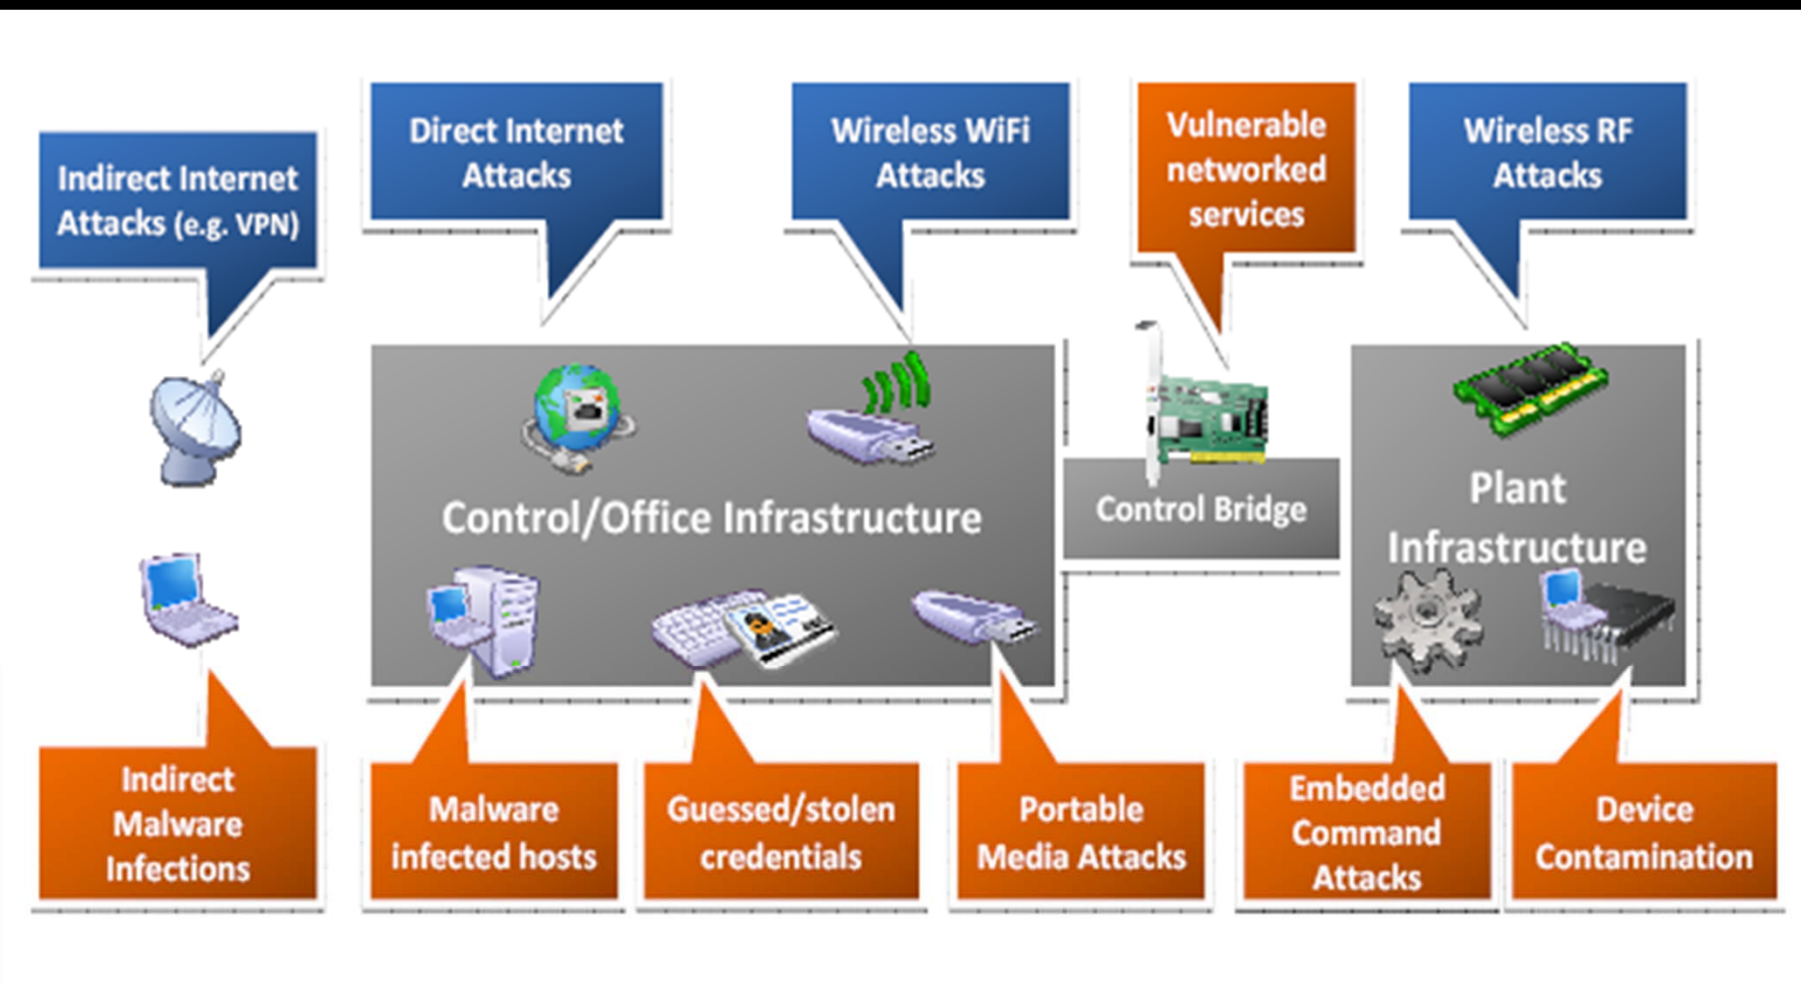 Indirect Internet
Attacks (e.g. VPN)
Direct Internet
Attacks
Wireless WiFi
Attacks
Vulnerable
networked
services
Wireless RF
Attacks
Control/Office Infrastructure
Control Bridge
Plant
Infrastructure
Indirect
Malware
Infections
Malware
infected hosts
Guessed/stolen
credentials
Portable
Media Attacks
Embedded
Command
Attacks
Device
Contamination